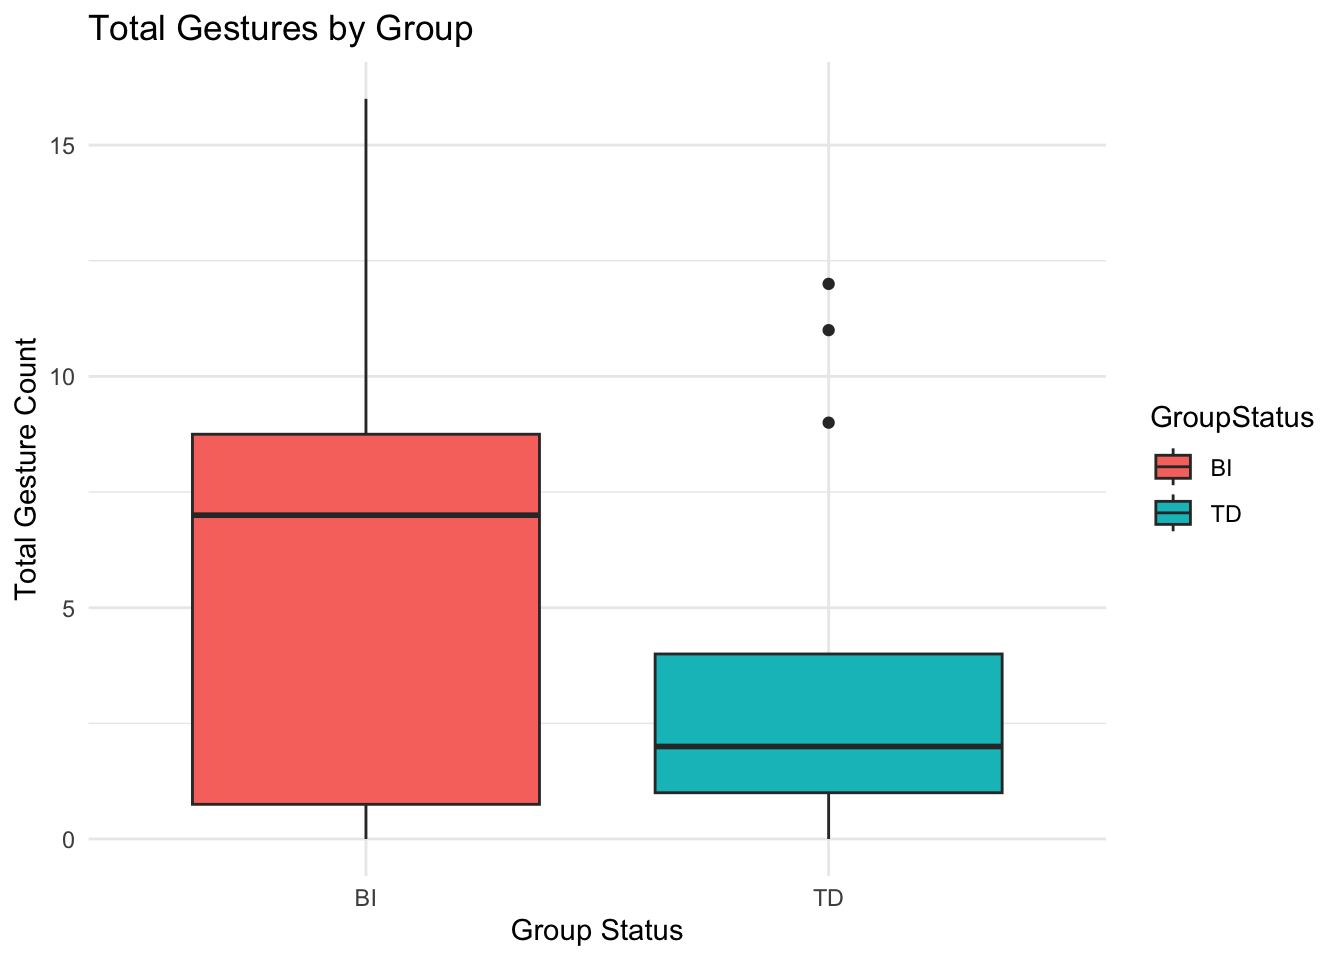 Total Gestures by Group
Total Gesture Count
15
10
5
0
BI
TD
Group Status
GroupStatus
BI
TD